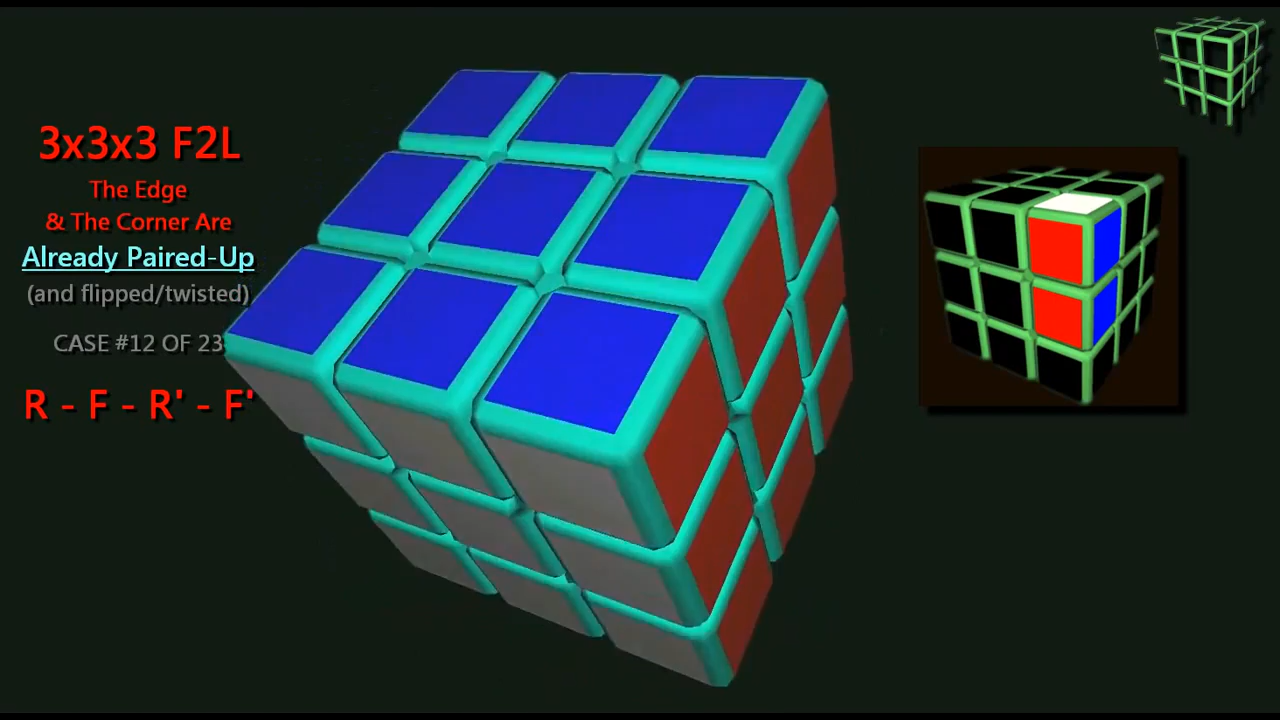 3x3x3 F2L
The Edge
& The Corner Are
Already Paired-Up
(and flipped/twisted)
CASE #12 OF 23
R - F - R' - F'